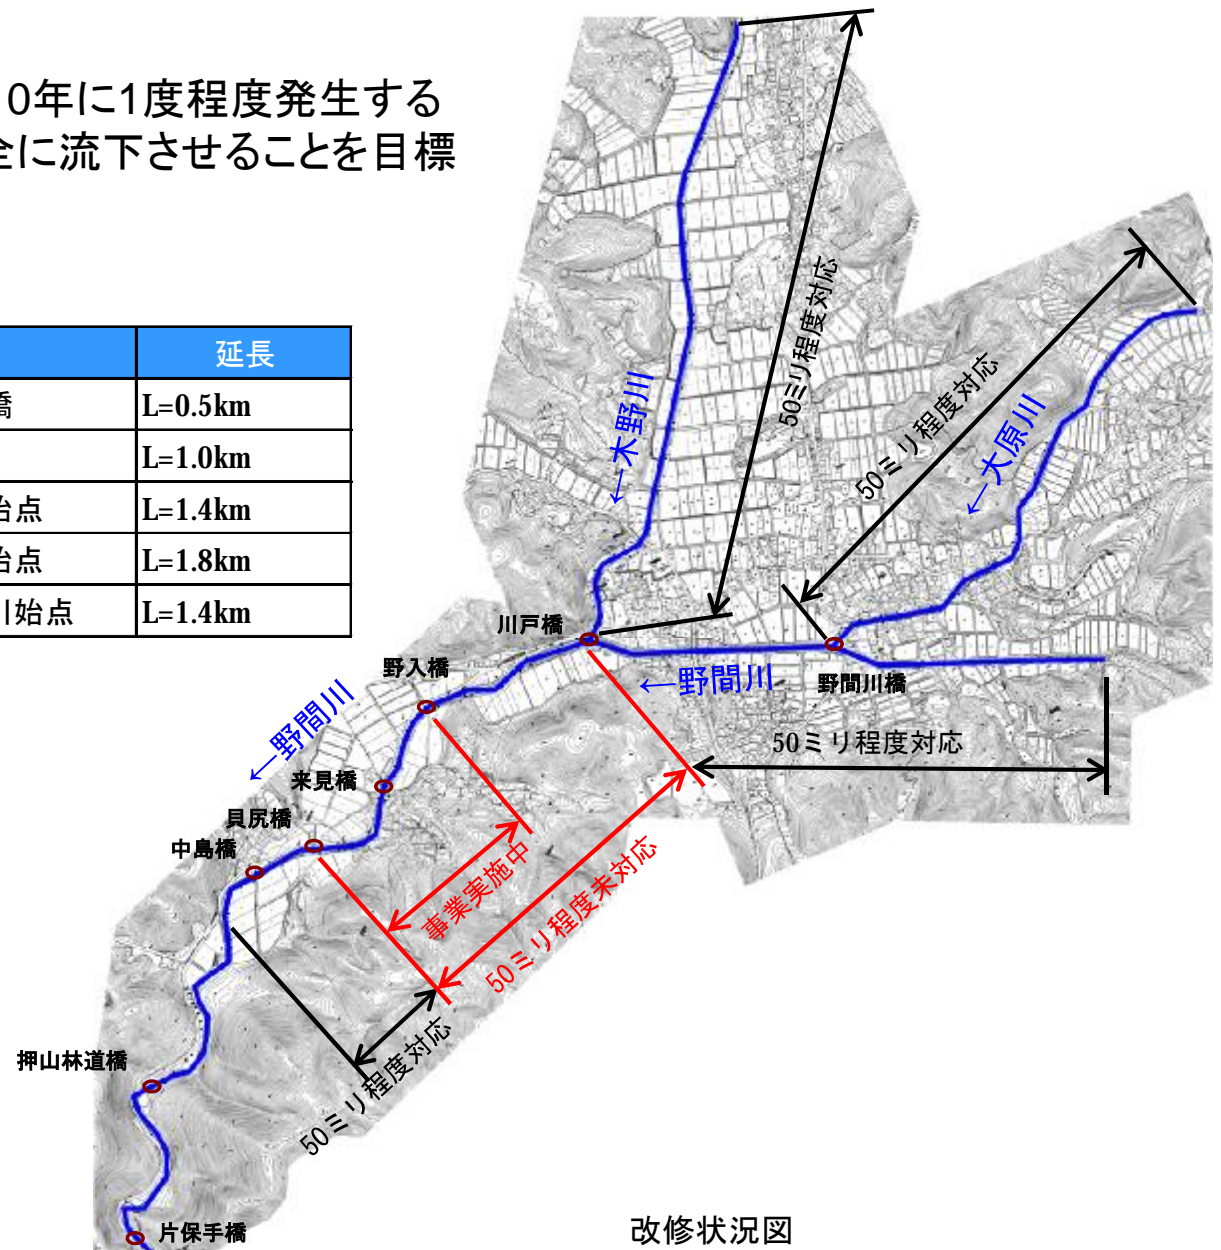 0年に1度程度発生する
全に流下させることを目標
延長
橋 L=0.5km
L=1.0km
始点 L=1.4km
始点 L=1.8km
川始点 L=1.4km
50ミリ程度対応
←木野川
50ミリ程度対応
←大原川
川戸橋
野入橋
←野間川
野間川橋
←野間川
50ミリ程度対応
来見橋
貝尻橋
中島橋
事業実施中
50ミリ程度未対応
50ミリ程度対応
押山林道橋
片保手橋
改修状況図